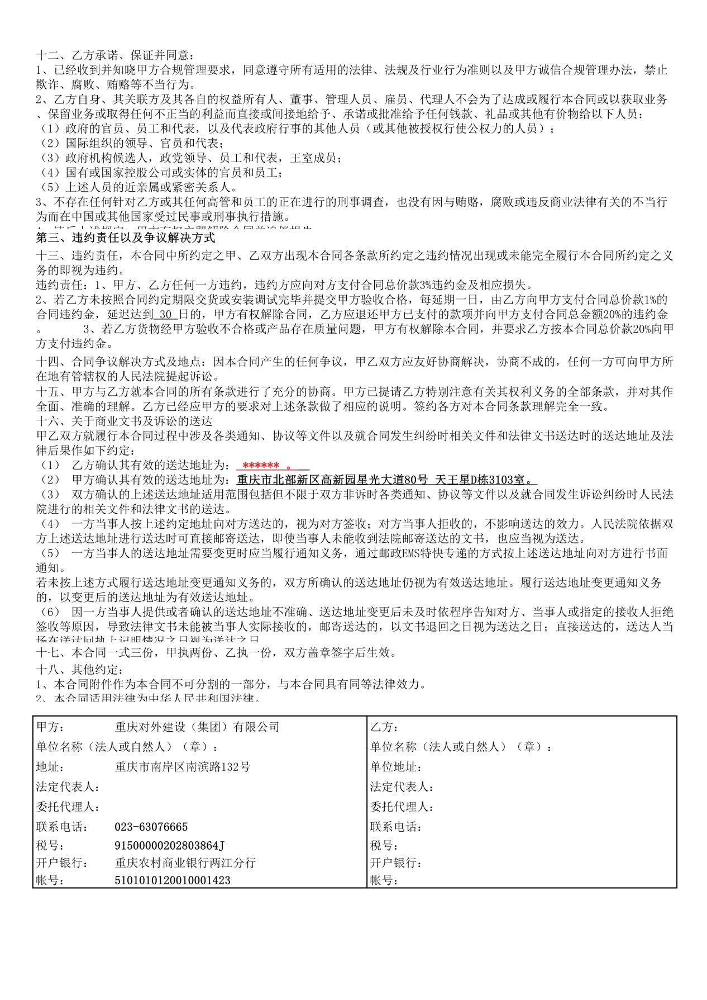 十二、乙方承诺、保证并同意：
1、已经收到并知晓甲方合规管理要求，同意遵守所有适用的法律、法规及行业行为准则以及甲方诚信合规管理办法，禁止
欺诈、腐败、贿赂等不当行为。
2、乙方自身、其关联方及其各自的权益所有人、董事、管理人员、雇员、代理人不会为了达成或履行本合同或以获取业务
、保留业务或取得任何不正当的利益而直接或间接地给予、承诺或批准给予任何钱款、礼品或其他有价物给以下人员：
（1）政府的官员、员工和代表，以及代表政府行事的其他人员（或其他被授权行使公权力的人员）；
（2）国际组织的领导、官员和代表；
（3）政府机构候选人，政党领导、员工和代表，王室成员；
（4）国有或国家控股公司或实体的官员和员工；
（5）上述人员的近亲属或紧密关系人。
3、不存在任何针对乙方或其任何高管和员工的正在进行的刑事调查，也没有因与贿赂，腐败或违反商业法律有关的不当行
为而在中国或其他国家受过民事或刑事执行措施。
第三、违约责任以及争议解决方式
十三、违约责任，本合同中所约定之甲、乙双方出现本合同各条款所约定之违约情况出现或未能完全履行本合同所约定之义
务的即视为违约。
违约责任：1、甲方、乙方任何一方违约，违约方应向对方支付合同总价款3%违约金及相应损失。
2、若乙方未按照合同约定期限交货或安装调试完毕并提交甲方验收合格，每延期一日，由乙方向甲方支付合同总价款1%的
合同违约金，延迟达到 30 日的，甲方有权解除合同，乙方应退还甲方已支付的款项并向甲方支付合同总金额20%的违约金
。 3、若乙方货物经甲方验收不合格或产品存在质量问题，甲方有权解除本合同，并要求乙方按本合同总价款20%向甲
方支付违约金。
十四、合同争议解决方式及地点：因本合同产生的任何争议，甲乙双方应友好协商解决，协商不成的，任何一方可向甲方所
在地有管辖权的人民法院提起诉讼。
十五、甲方与乙方就本合同的所有条款进行了充分的协商。甲方已提请乙方特别注意有关其权利义务的全部条款，并对其作
全面、准确的理解。乙方已经应甲方的要求对上述条款做了相应的说明。签约各方对本合同条款理解完全一致。
十六、关于商业文书及诉讼的送达
甲乙双方就履行本合同过程中涉及各类通知、协议等文件以及就合同发生纠纷时相关文件和法律文书送达时的送达地址及法
律后果作如下约定：
（1） 乙方确认其有效的送达地址为： ****** 。
（2） 甲方确认其有效的送达地址为：重庆市北部新区高新园星光大道80号 天王星D栋3103室。
（3） 双方确认的上述送达地址适用范围包括但不限于双方非诉时各类通知、协议等文件以及就合同发生诉讼纠纷时人民法
院进行的相关文件和法律文书的送达。
（4） 一方当事人按上述约定地址向对方送达的，视为对方签收；对方当事人拒收的，不影响送达的效力。人民法院依据双
方上述送达地址进行送达时可直接邮寄送达，即使当事人未能收到法院邮寄送达的文书，也应当视为送达。
（5） 一方当事人的送达地址需要变更时应当履行通知义务，通过邮政EMS特快专递的方式按上述送达地址向对方进行书面
通知。
若未按上述方式履行送达地址变更通知义务的，双方所确认的送达地址仍视为有效送达地址。履行送达地址变更通知义务
的，以变更后的送达地址为有效送达地址。
（6） 因一方当事人提供或者确认的送达地址不准确、送达地址变更后未及时依程序告知对方、当事人或指定的接收人拒绝
签收等原因，导致法律文书未能被当事人实际接收的，邮寄送达的，以文书退回之日视为送达之日；直接送达的，送达人当
场在送达回执上记明情况之日视为送达之日
十七、本合同一式三份，甲执两份、乙执一份，双方盖章签字后生效。
十八、其他约定：
1、本合同附件作为本合同不可分割的一部分，与本合同具有同等法律效力。
2、本合同适用法律为中华人民共和国法律。
甲方： 重庆对外建设（集团）有限公司
单位名称（法人或自然人）（章）：
地址： 重庆市南岸区南滨路132号
法定代表人：
委托代理人：
联系电话： 023-63076665
税号： 91500000202803864J
开户银行： 重庆农村商业银行两江分行
帐号： 5101010120010001423
乙方：
单位名称（法人或自然人）（章）：
单位地址：
法定代表人：
委托代理人：
联系电话：
税号：
开户银行：
帐号：